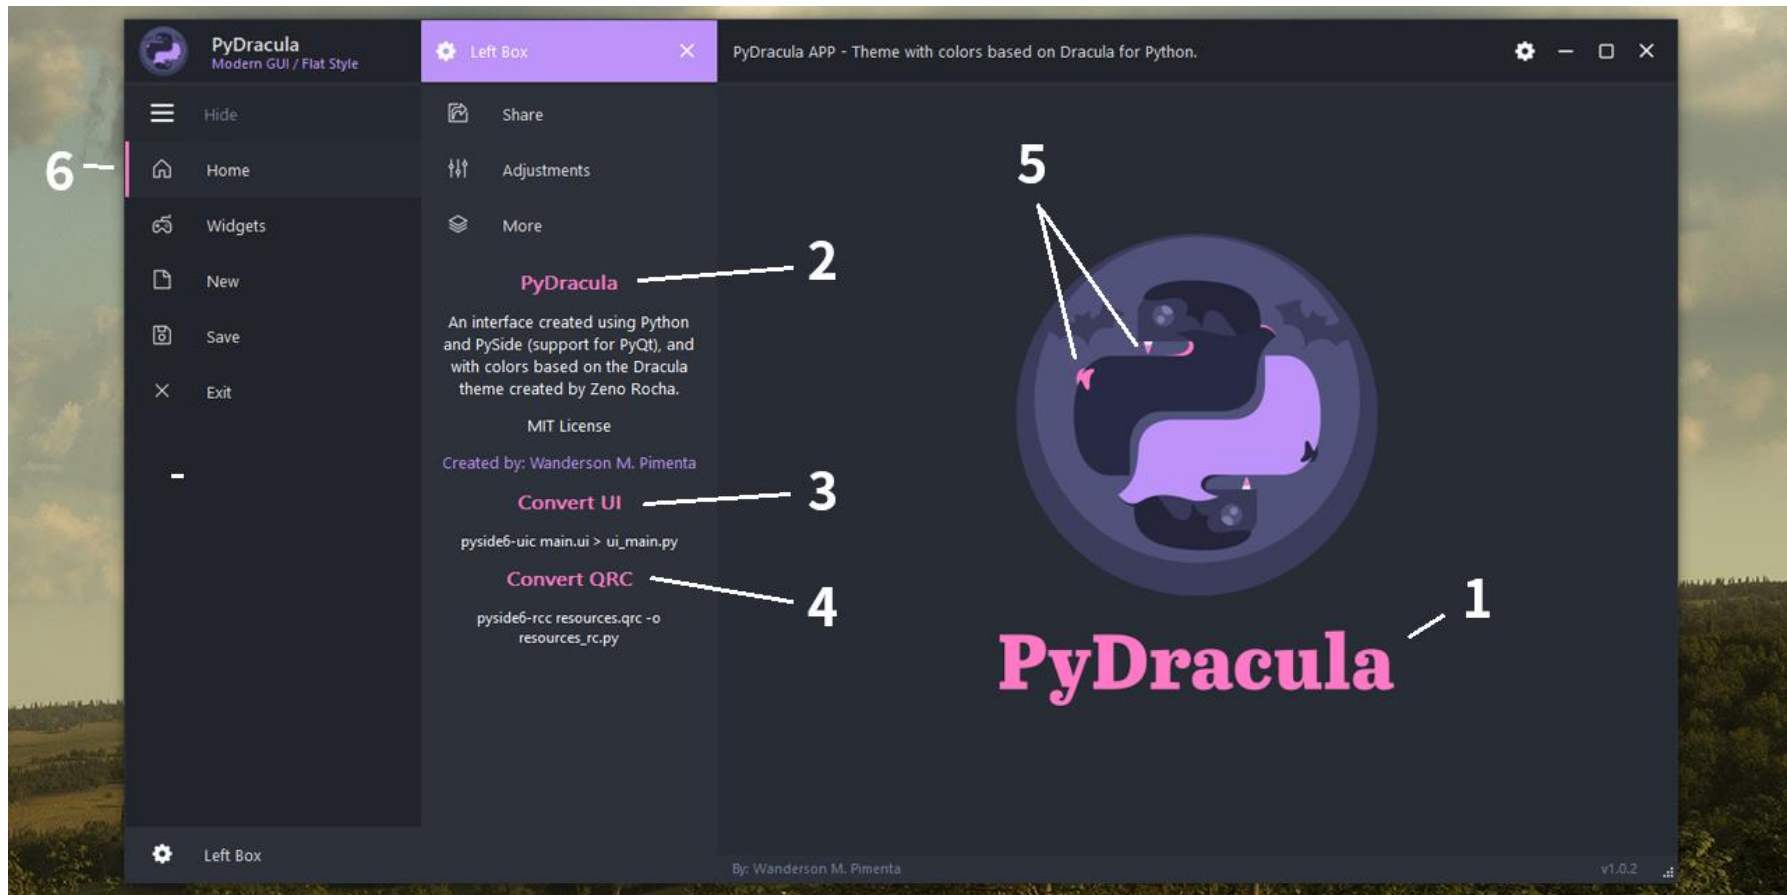 PyDracula
Modern GUI / Flat Style
Left Box
PyDracula APP - Theme with colors based on Dracula for Python.
Hide
Home
Widgets
New
Save
Exit
Left Box
Share
Adjustments
More
PyDracula
An interface created using Python
and PySide (support for PyQt), and
with colors based on the Dracula
theme created by Zeno Rocha.
MIT License
Created by: Wanderson M. Pimenta
Convert UI
pyside6-uic main.ui > ui_main.py
Convert QRC
pyside6-rcc resources.qrc -o
resources_rc.py
6
2
3
4
5
1
PyDracula
By: Wanderson M. Pimenta
v1.0.2